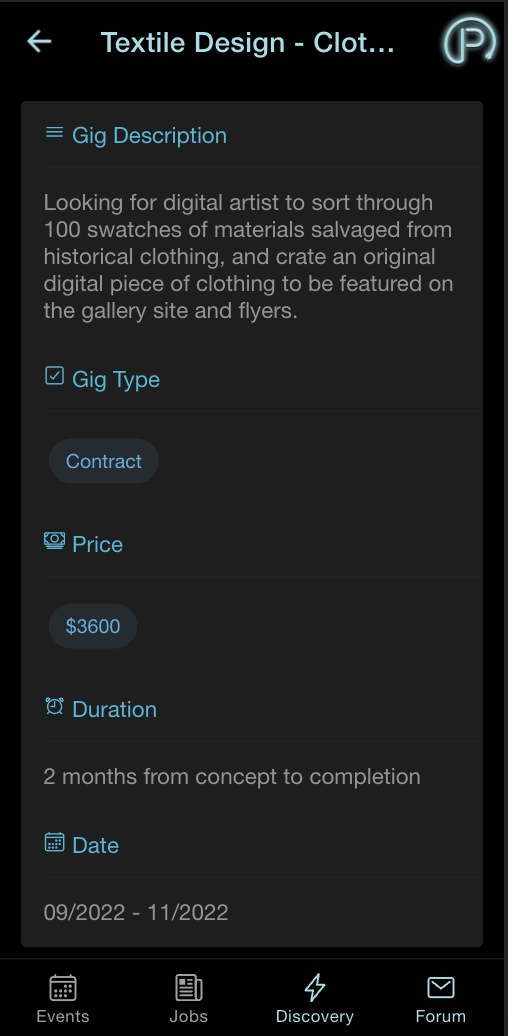 Textile Design - Clot...
Gig Description
Looking for digital artist to sort through
100 swatches of materials salvaged from
historical clothing, and crate an original
digital piece of clothing to be featured on
the gallery site and flyers.
Gig Type
Contract
Price
$3600
Duration
2 months from concept to completion
Date
09/2022 - 11/2022
Events
Jobs
Discovery
Forum